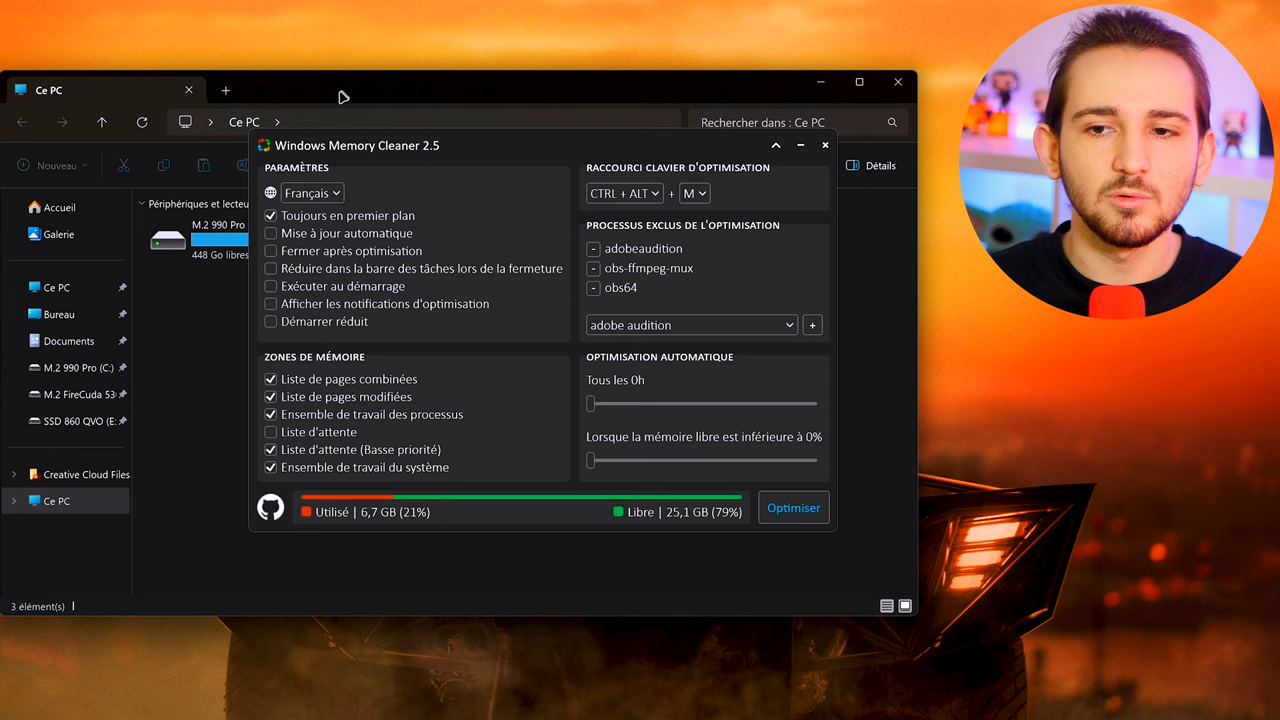 Ce PC
Ce PC
Rechercher dans : Ce PC
Nouveau
Détails
Accueil
Galerie
Ce PC
Bureau
Documents
M.2 990 Pro (C:)
M.2 FireCuda 53
SSD 860 QVO (E:
Creative Cloud Files
Ce PC
Périphériques et lecteu
M.2 990 Pro
448 Go libres
3 élément(s)
Windows Memory Cleaner 2.5
PARAMÈTRES
Français
Toujours en premier plan
Mise à jour automatique
Fermer après optimisation
Réduire dans la barre des tâches lors de la fermeture
Exécuter au démarrage
Afficher les notifications d'optimisation
Démarrer réduit
RACCOURCI CLAVIER D'OPTIMISATION
CTRL + ALT + M
PROCESSUS EXCLUS DE L'OPTIMISATION
- adobeaudition
- obs-ffmpeg-mux
- obs64
adobe audition +
ZONES DE MÉMOIRE
Liste de pages combinées
Liste de pages modifiées
Ensemble de travail des processus
Liste d'attente
Liste d'attente (Basse priorité)
Ensemble de travail du système
OPTIMISATION AUTOMATIQUE
Tous les 0h
Lorsque la mémoire libre est inférieure à 0%
Utilisé | 6,7 GB (21%)
Libre | 25,1 GB (79%)
Optimiser